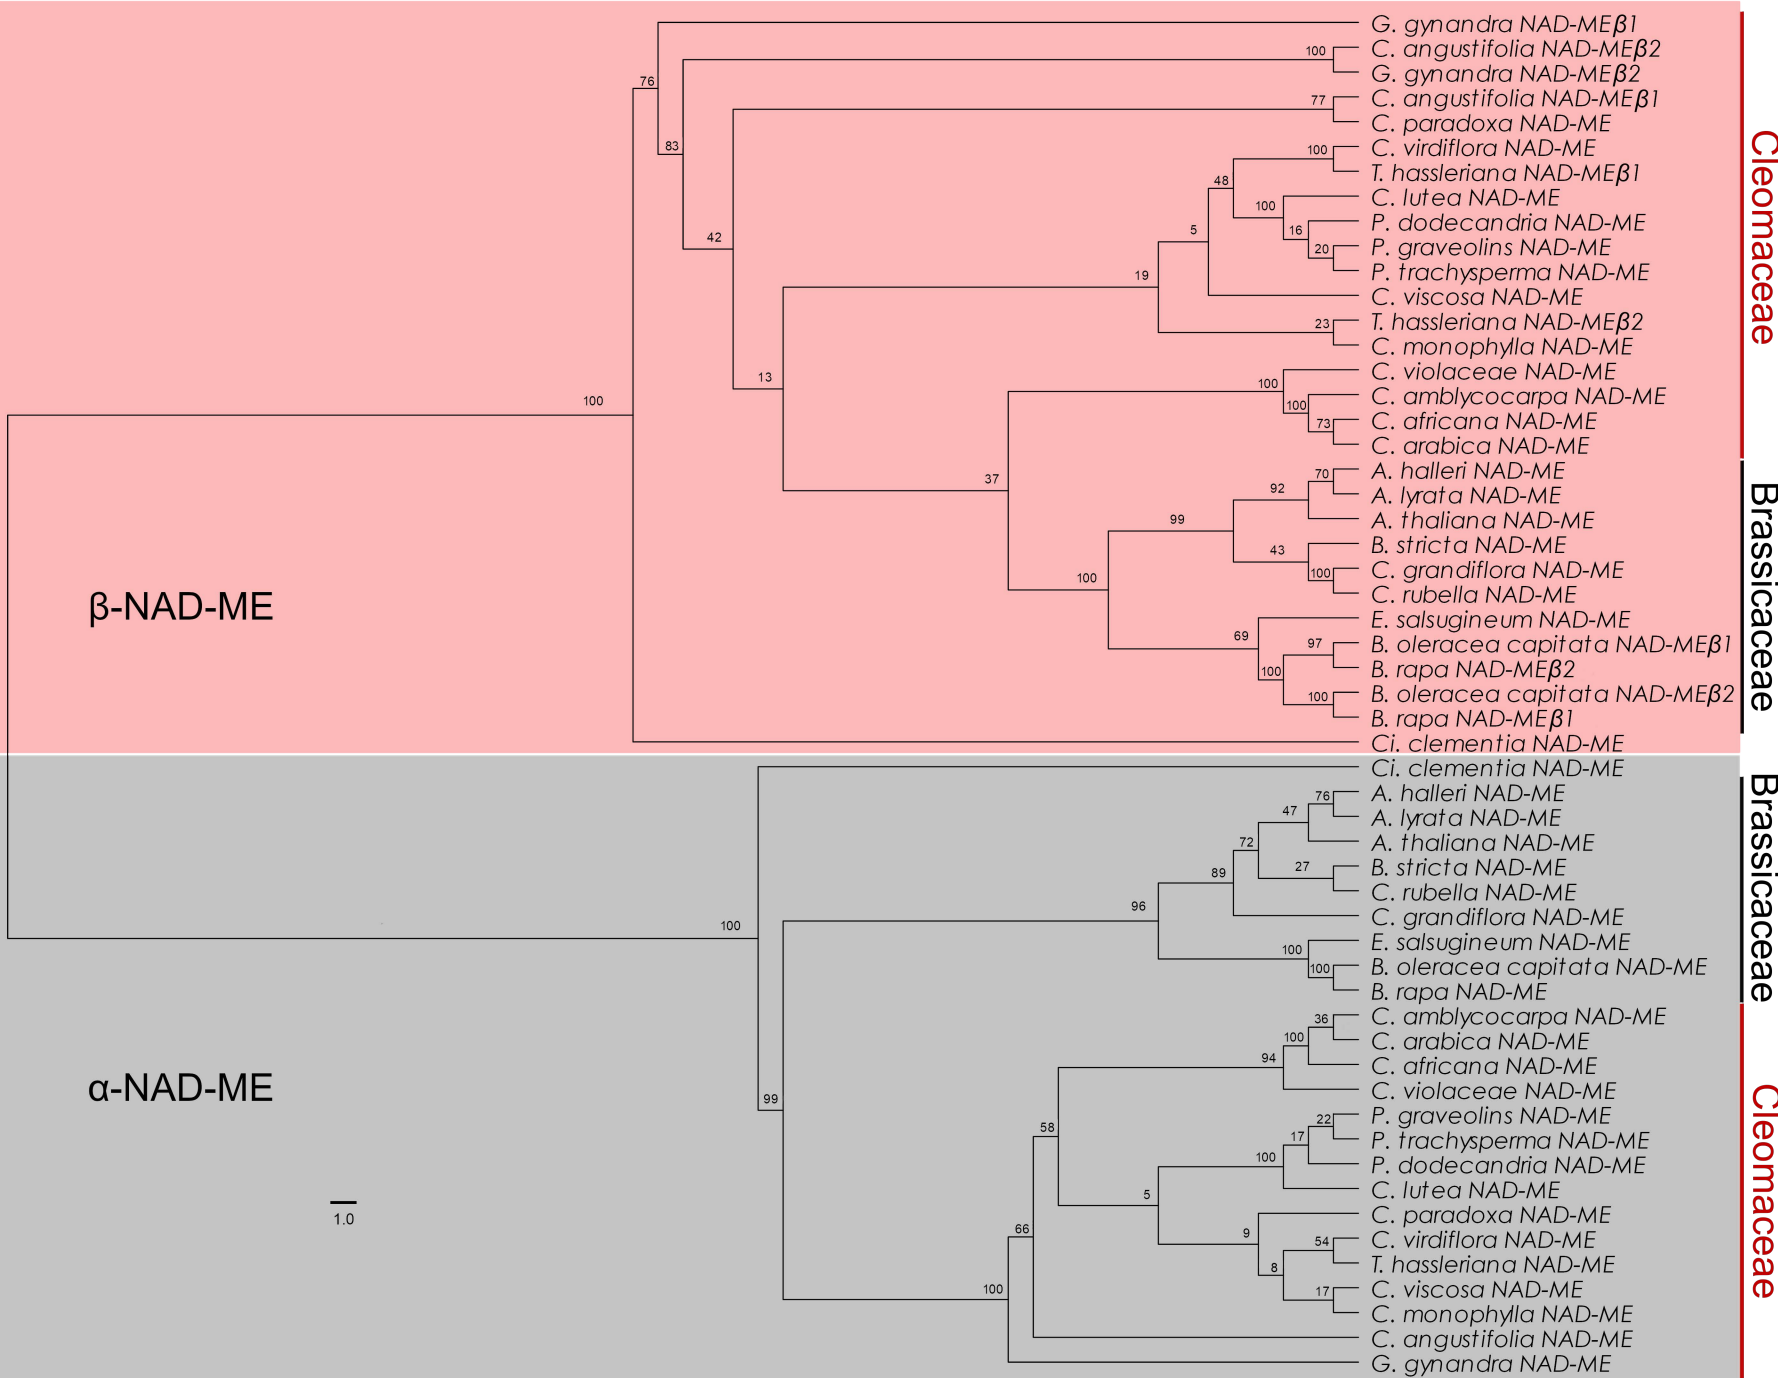 G. gynandra NAD-MEβ1
100
C. angustifolia NAD-MEβ2
G. gynandra NAD-MEβ2
76
77
C. angustifolia NAD-MEβ1
C. paradoxa NAD-ME
83
100
C. virdiflora NAD-ME
T. hassleriana NAD-MEβ1
48
C. lutea NAD-ME
100
P. dodecandria NAD-ME
16
5
P. graveolins NAD-ME
20
42
P. trachysperma NAD-ME
19
C. viscosa NAD-ME
T. hassleriana NAD-MEβ2
23
C. monophylla NAD-ME
Cleomaceae
13
C. violaceae NAD-ME
100
C. amblycocarpa NAD-ME
100
100
C. africana NAD-ME
73
C. arabica NAD-ME
A. halleri NAD-ME
70
37
92
A. lyrata NAD-ME
99
A. thaliana NAD-ME
B. stricta NAD-ME
43
C. grandiflora NAD-ME
100
100
C. rubella NAD-ME
β-NAD-ME
E. salsugineum NAD-ME
69
B. oleracea capitata NAD-MEβ1
97
B. rapa NAD-MEβ2
100
B. oleracea capitata NAD-MEβ2
100
B. rapa NAD-MEβ1
Brassicaceae
Ci. clementia NAD-ME
Ci. clementia NAD-ME
A. halleri NAD-ME
76
47
A. lyrata NAD-ME
72
A. thaliana NAD-ME
B. stricta NAD-ME
27
89
C. rubella NAD-ME
96
C. grandiflora NAD-ME
100
E. salsugineum NAD-ME
100
B. oleracea capitata NAD-ME
100
B. rapa NAD-ME
Brassicaceae
C. amblycocarpa NAD-ME
36
100
C. arabica NAD-ME
94
C. africana NAD-ME
α-NAD-ME
99
C. violaceae NAD-ME
P. graveolins NAD-ME
22
58
17
P. trachysperma NAD-ME
100
P. dodecandria NAD-ME
5
C. lutea NAD-ME
1.0
C. paradoxa NAD-ME
66
9
C. virdiflora NAD-ME
54
8
T. hassleriana NAD-ME
100
17
C. viscosa NAD-ME
C. monophylla NAD-ME
C. angustifolia NAD-ME
G. gynandra NAD-ME
Cleomaceae